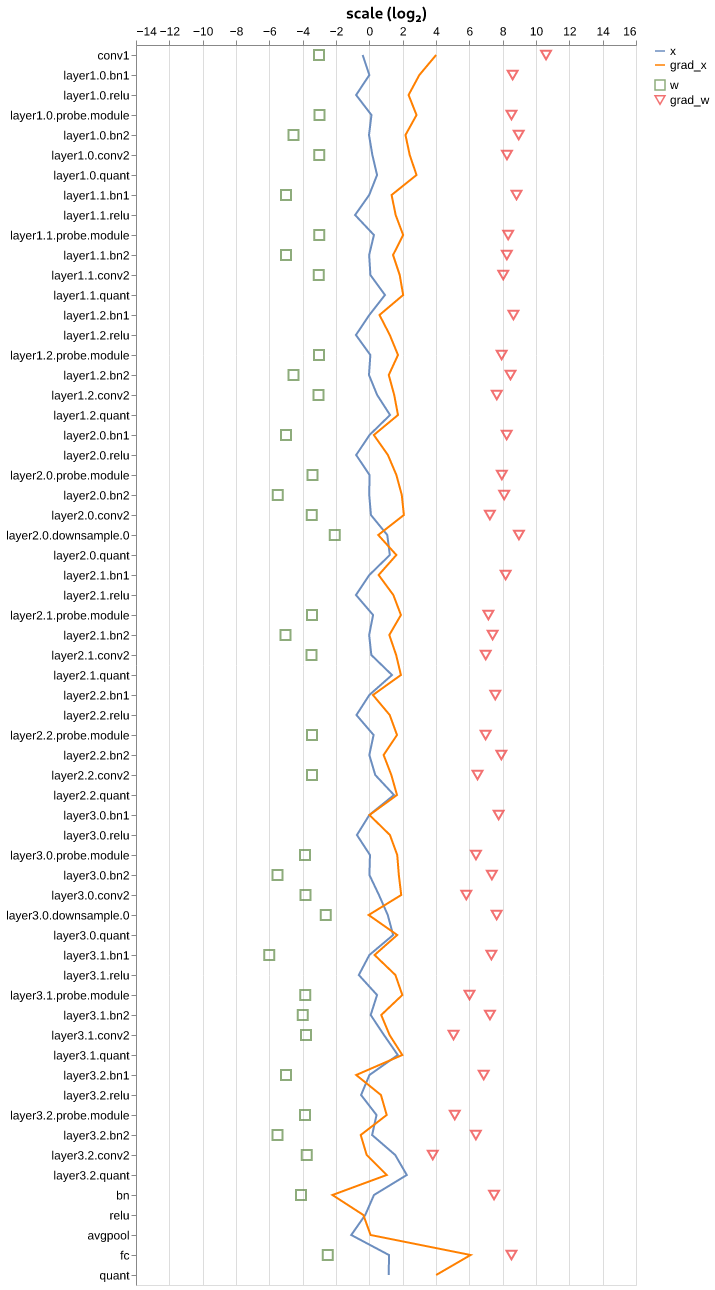 scale (log₂)
−14 −12 −10 −8 −6 −4 −2 0 2 4 6 8 10 12 14 16
x
grad_x
w
grad_w
conv1
layer1.0.bn1
layer1.0.relu
layer1.0.probe.module
layer1.0.bn2
layer1.0.conv2
layer1.0.quant
layer1.1.bn1
layer1.1.relu
layer1.1.probe.module
layer1.1.bn2
layer1.1.conv2
layer1.1.quant
layer1.2.bn1
layer1.2.relu
layer1.2.probe.module
layer1.2.bn2
layer1.2.conv2
layer1.2.quant
layer2.0.bn1
layer2.0.relu
layer2.0.probe.module
layer2.0.bn2
layer2.0.conv2
layer2.0.downsample.0
layer2.0.quant
layer2.1.bn1
layer2.1.relu
layer2.1.probe.module
layer2.1.bn2
layer2.1.conv2
layer2.1.quant
layer2.2.bn1
layer2.2.relu
layer2.2.probe.module
layer2.2.bn2
layer2.2.conv2
layer2.2.quant
layer3.0.bn1
layer3.0.relu
layer3.0.probe.module
layer3.0.bn2
layer3.0.conv2
layer3.0.downsample.0
layer3.0.quant
layer3.1.bn1
layer3.1.relu
layer3.1.probe.module
layer3.1.bn2
layer3.1.conv2
layer3.1.quant
layer3.2.bn1
layer3.2.relu
layer3.2.probe.module
layer3.2.bn2
layer3.2.conv2
layer3.2.quant
bn
relu
avgpool
fc
quant